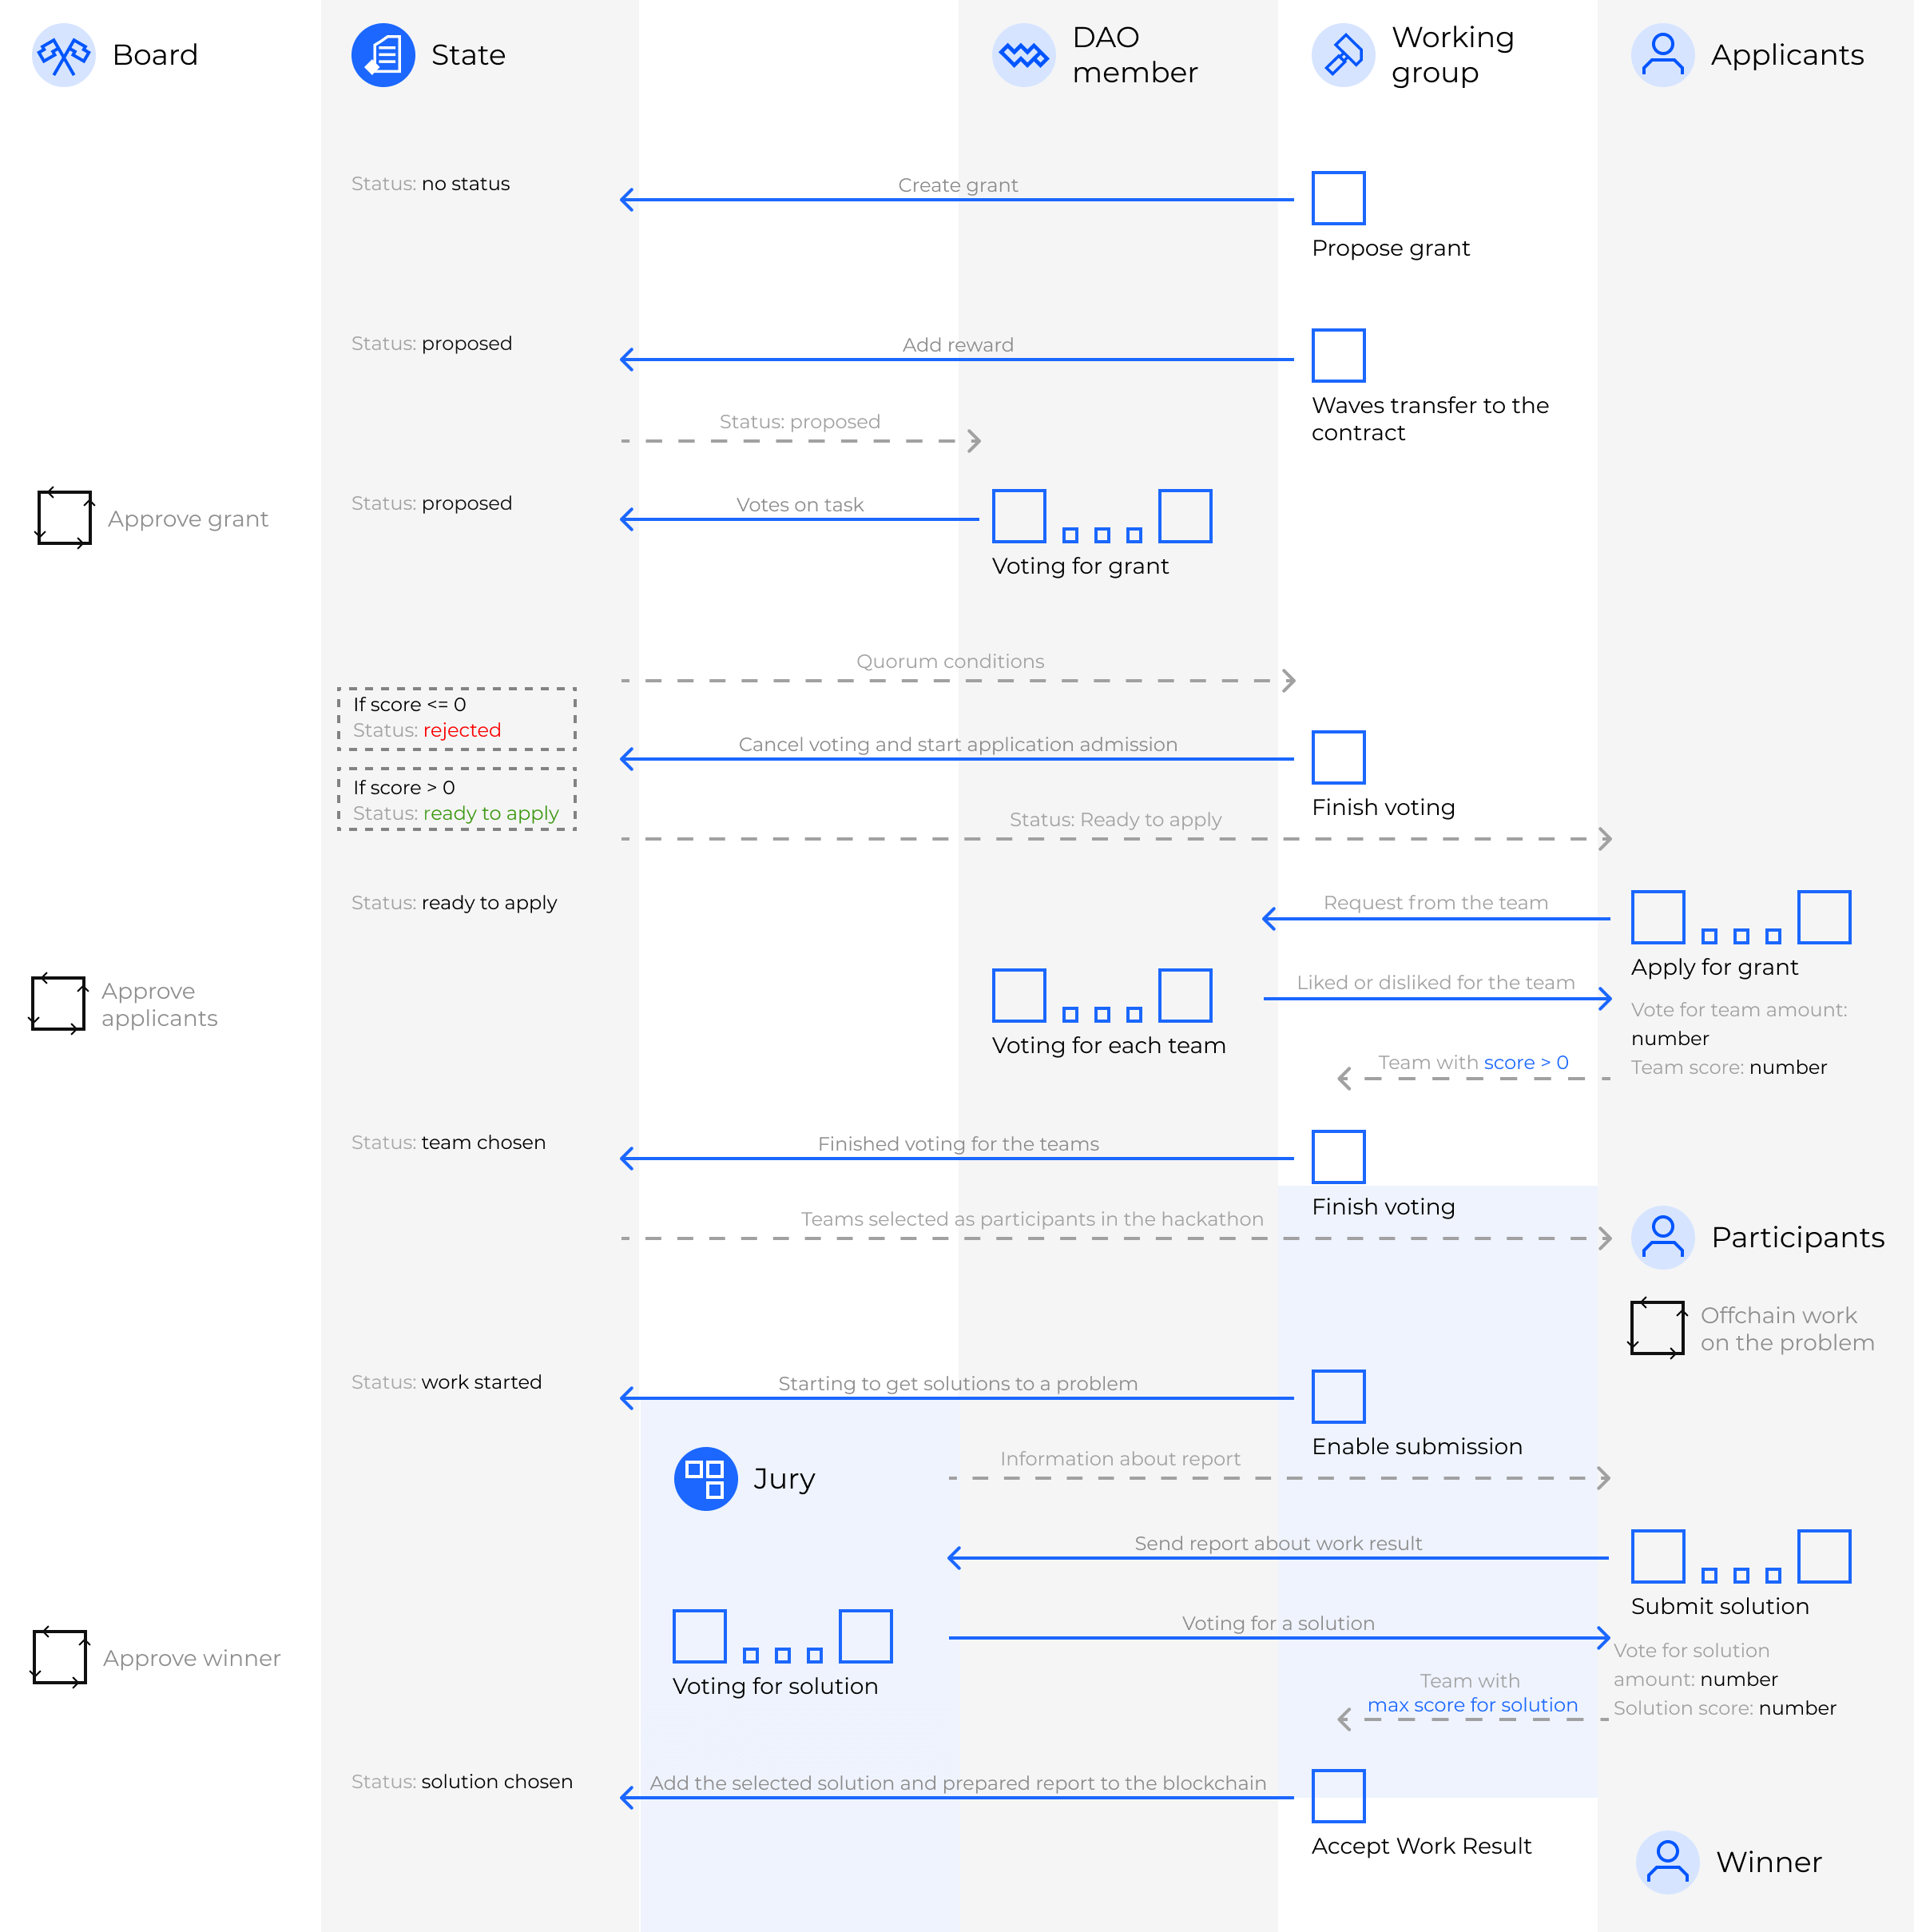 Board
State
DAO
member
Working
group
Applicants
Status: no status
Create grant
Propose grant
Status: proposed
Add reward
Waves transfer to the
contract
Status: proposed
Approve grant
Status: proposed
Votes on task
Voting for grant
Quorum conditions
If score <= 0
Status: rejected
Cancel voting and start application admission
If score > 0
Status: ready to apply
Finish voting
Status: Ready to apply
Status: ready to apply
Request from the team
Apply for grant
Approve
applicants
Liked or disliked for the team
Voting for each team
Vote for team amount:
number
Team score: number
Team with score > 0
Status: team chosen
Finished voting for the teams
Finish voting
Teams selected as participants in the hackathon
Participants
Offchain work
on the problem
Status: work started
Starting to get solutions to a problem
Enable submission
Jury
Information about report
Send report about work result
Submit solution
Approve winner
Voting for a solution
Voting for solution
Vote for solution
amount: number
Solution score: number
Team with
max score for solution
Status: solution chosen
Add the selected solution and prepared report to the blockchain
Accept Work Result
Winner